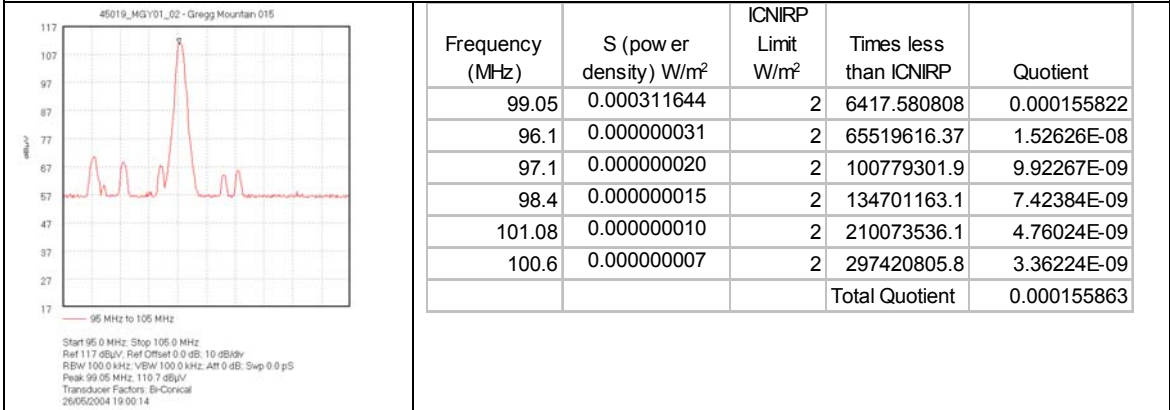 45019_MGY01_02 - Gregg Mountain 015
117
107
97
87
77
67
57
47
37
27
17
dBµV
95 MHz to 105 MHz
Start 95.0 MHz; Stop 105.0 MHz
Ref 117 dBµV; Ref Offset 0.0 dB; 10 dB/div
RBW 100.0 kHz; VBW 100.0 kHz; Att 0 dB; Swp 0.0 pS
Peak 99.05 MHz, 110.7 dBµV
Transducer Factors: Bi-Conical
26/05/2004 19:00:14
ICNIRP
Frequency S (pow er Limit Times less
(MHz) density) W/m² W/m² than ICNIRP Quotient
99.05 0.000311644 2 6417.580808 0.000155822
96.1 0.000000031 2 65519616.37 1.52626E-08
97.1 0.000000020 2 100779301.9 9.92267E-09
98.4 0.000000015 2 134701163.1 7.42384E-09
101.08 0.000000010 2 210073536.1 4.76024E-09
100.6 0.000000007 2 297420805.8 3.36224E-09
Total Quotient 0.000155863